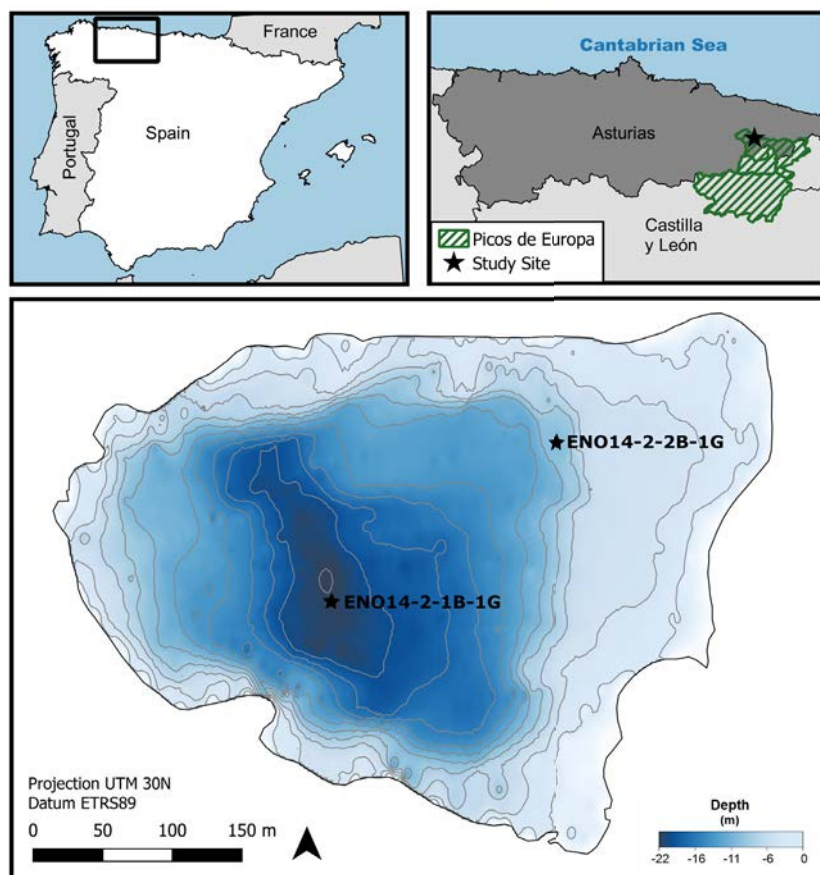 France
Portugal
Spain
Cantabrian Sea
Asturias
Castilla
y León
Picos de Europa
★ Study Site
★ENO14-2-2B-1G
★ENO14-2-1B-1G
Projection UTM 30N
Datum ETRS89
0 50 100 150 m
Depth
(m)
-22 -16 -11 -6 0